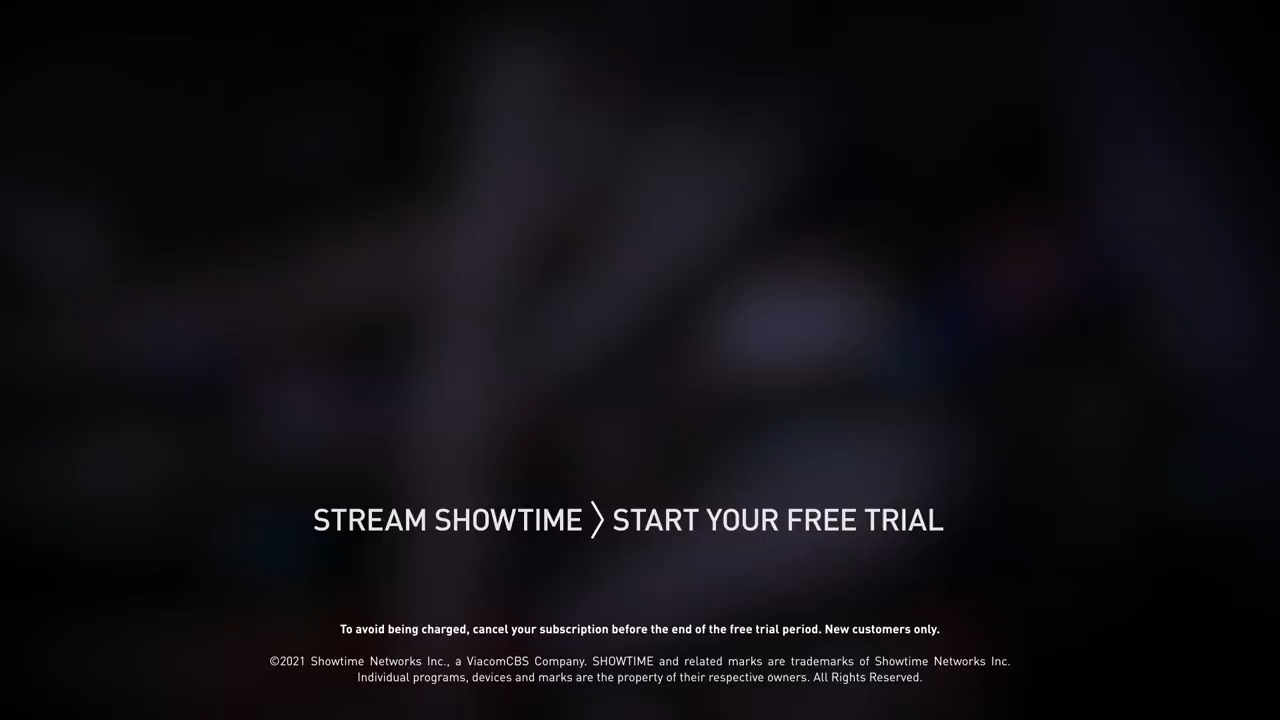 STREAM SHOWTIME 〉START YOUR FREE TRIAL
To avoid being charged, cancel your subscription before the end of the free trial period. New customers only.
©2021 Showtime Networks Inc., a ViacomCBS Company. SHOWTIME and related marks are trademarks of Showtime Networks Inc.
Individual programs, devices and marks are the property of their respective owners. All Rights Reserved.